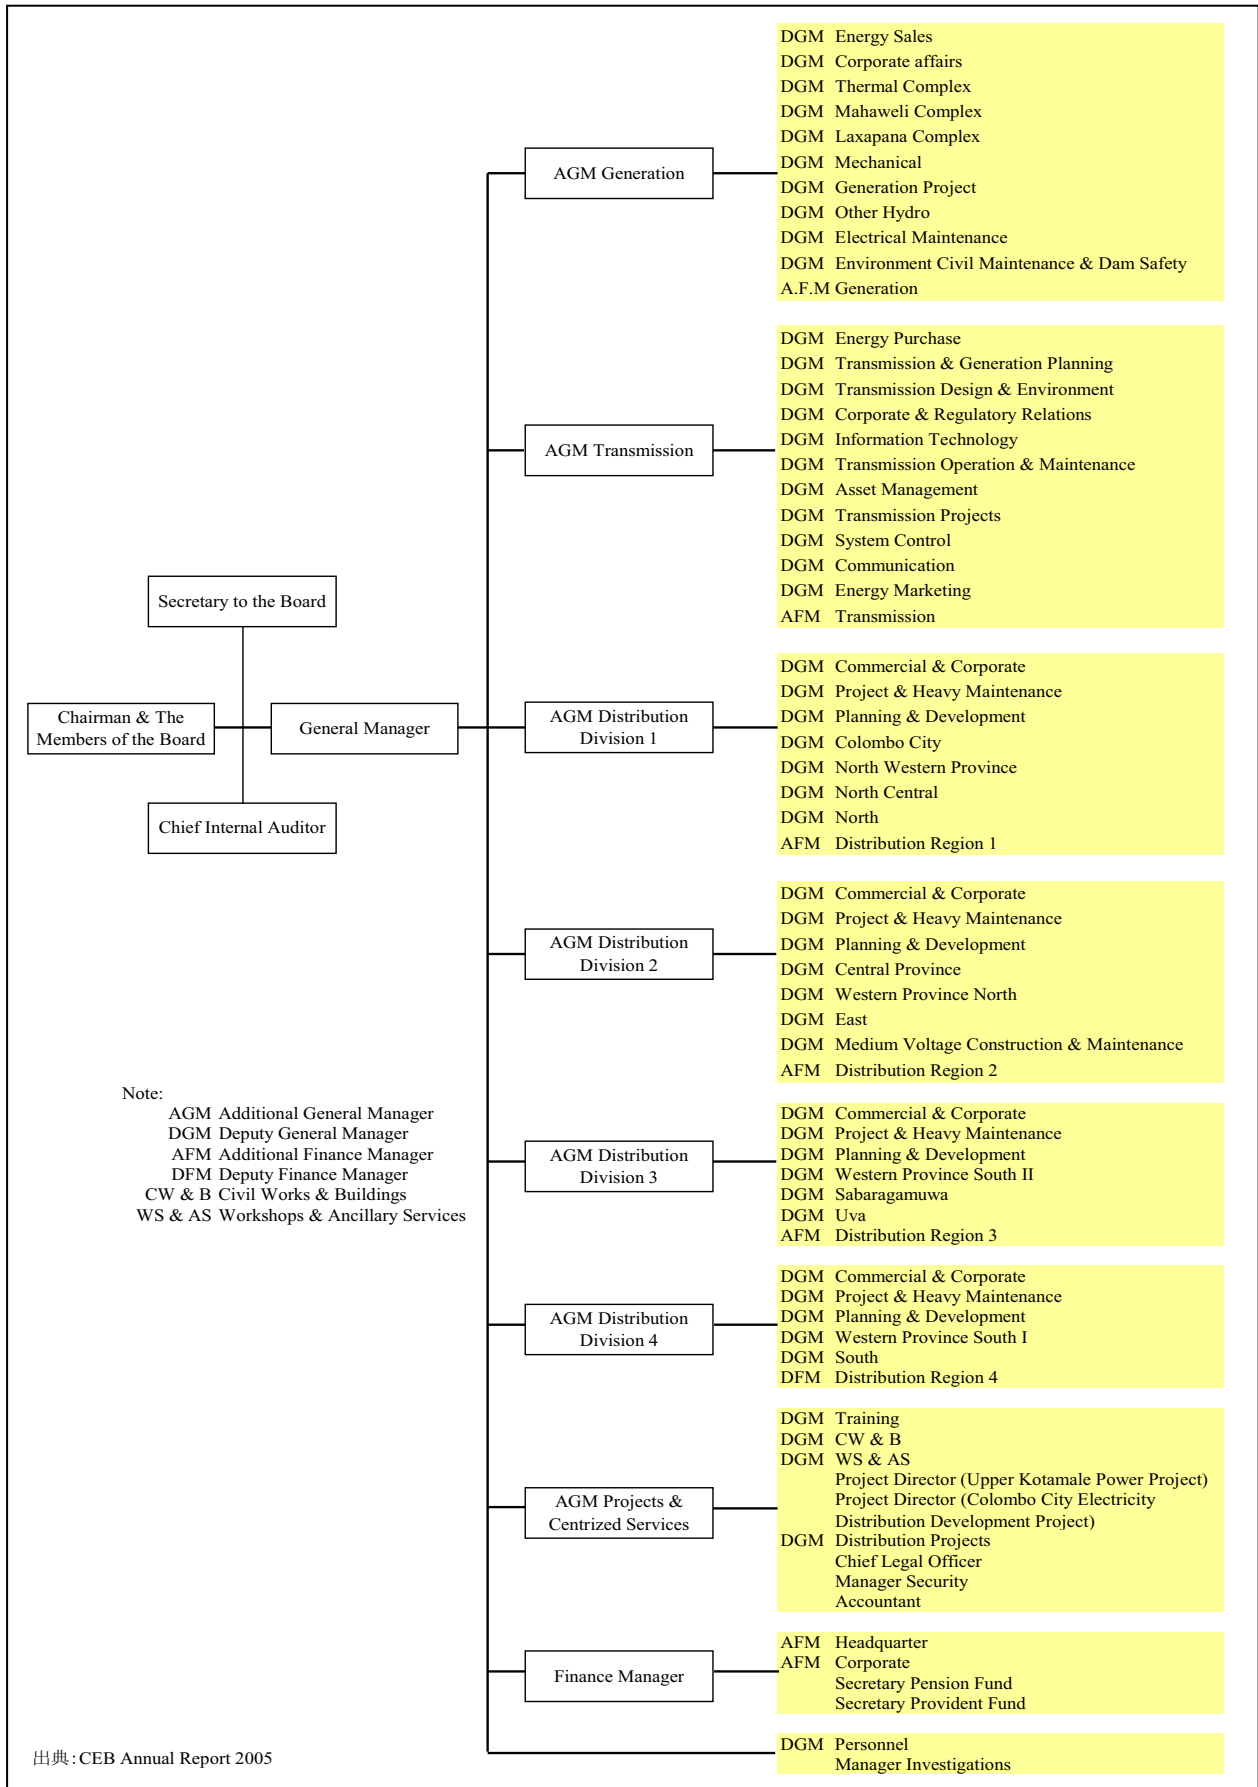 DGM Energy Sales
DGM Corporate affairs
DGM Thermal Complex
DGM Mahaweli Complex
DGM Laxapana Complex
AGM Generation
DGM Mechanical
DGM Generation Project
DGM Other Hydro
DGM Electrical Maintenance
DGM Environment Civil Maintenance & Dam Safety
A.F.M Generation
DGM Energy Purchase
DGM Transmission & Generation Planning
DGM Transmission Design & Environment
DGM Corporate & Regulatory Relations
AGM Transmission
DGM Information Technology
DGM Transmission Operation & Maintenance
DGM Asset Management
DGM Transmission Projects
DGM System Control
DGM Communication
DGM Energy Marketing
AFM Transmission
Secretary to the Board
Chairman & The
Members of the Board
General Manager
Chief Internal Auditor
AGM Distribution
Division 1
DGM Commercial & Corporate
DGM Project & Heavy Maintenance
DGM Planning & Development
DGM Colombo City
DGM North Western Province
DGM North Central
DGM North
AFM Distribution Region 1
AGM Distribution
Division 2
DGM Commercial & Corporate
DGM Project & Heavy Maintenance
DGM Planning & Development
DGM Central Province
DGM Western Province North
DGM East
DGM Medium Voltage Construction & Maintenance
AFM Distribution Region 2
Note:
AGM Additional General Manager
DGM Deputy General Manager
AFM Additional Finance Manager
DFM Deputy Finance Manager
CW & B Civil Works & Buildings
WS & AS Workshops & Ancillary Services
AGM Distribution
Division 3
DGM Commercial & Corporate
DGM Project & Heavy Maintenance
DGM Planning & Development
DGM Western Province South II
DGM Sabaragamuwa
DGM Uva
AFM Distribution Region 3
AGM Distribution
Division 4
DGM Commercial & Corporate
DGM Project & Heavy Maintenance
DGM Planning & Development
DGM Western Province South I
DGM South
DFM Distribution Region 4
AGM Projects &
Centrized Services
DGM Training
DGM CW & B
DGM WS & AS
Project Director (Upper Kotamale Power Project)
Project Director (Colombo City Electricity
Distribution Development Project)
DGM Distribution Projects
Chief Legal Officer
Manager Security
Accountant
Finance Manager
AFM Headquarter
AFM Corporate
Secretary Pension Fund
Secretary Provident Fund
DGM Personnel
Manager Investigations
出典:CEB Annual Report 2005